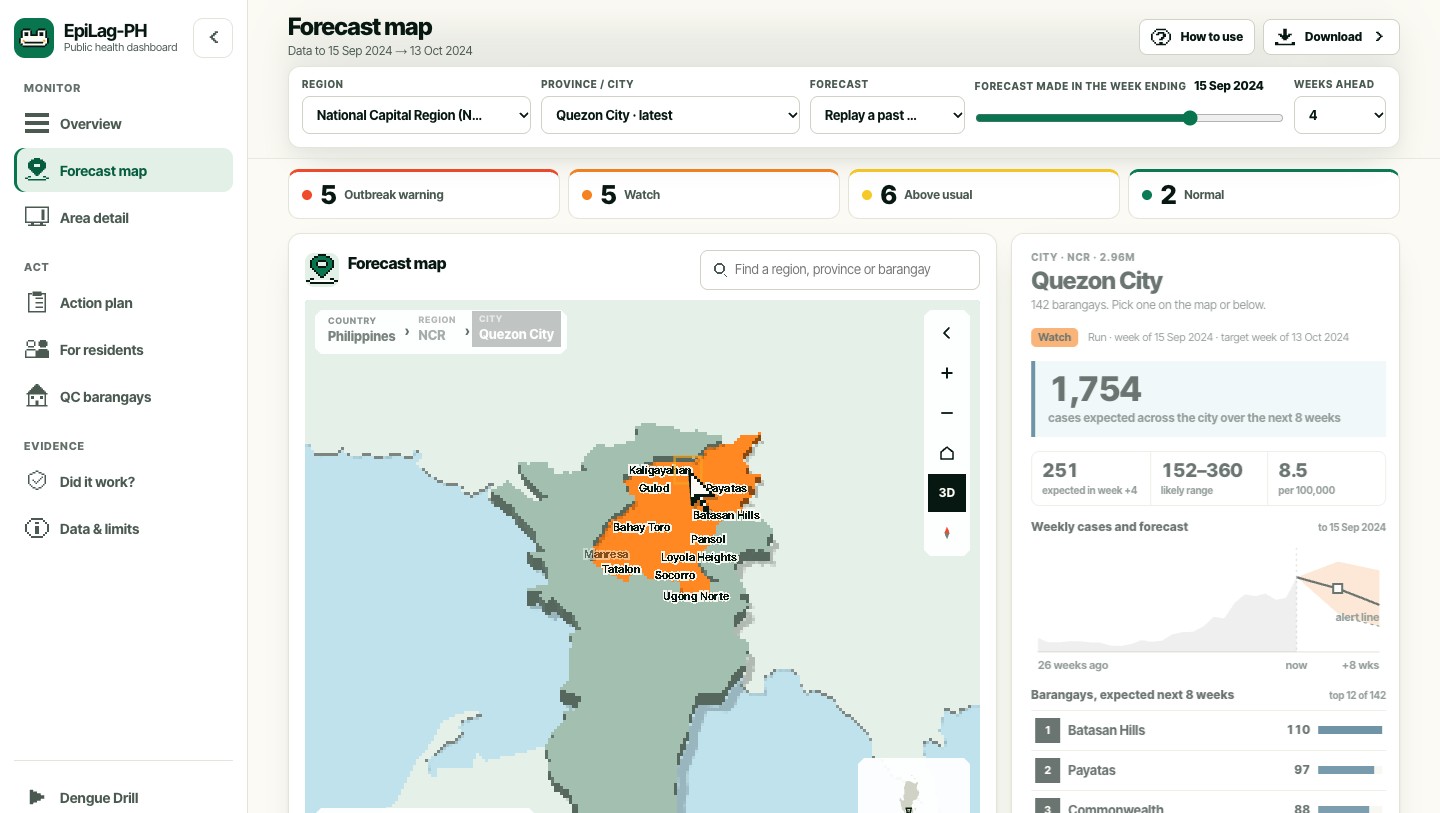 EpiLag-PH
Public health dashboard
MONITOR
Overview
Forecast map
Area detail
ACT
Action plan
For residents
QC barangays
EVIDENCE
Did it work?
Data & limits
Dengue Drill
Forecast map
Data to 15 Sep 2024 → 13 Oct 2024
How to use
Download
REGION
National Capital Region (N...
PROVINCE / CITY
Quezon City · latest
FORECAST
Replay a past ...
FORECAST MADE IN THE WEEK ENDING 15 Sep 2024
WEEKS AHEAD
4
5 Outbreak warning
5 Watch
6 Above usual
2 Normal
Forecast map
Find a region, province or barangay
COUNTRY
Philippines
REGION
NCR
CITY
Quezon City
3D
Kaligayahan
Gulod
Payatas
Batasan Hills
Bahay Toro
Pansol
Manresa
Loyola Heights
Tatalon
Socorro
Ugong Norte
CITY · NCR · 2.96M
Quezon City
142 barangays. Pick one on the map or below.
Watch
Run · week of 15 Sep 2024 · target week of 13 Oct 2024
1,754
cases expected across the city over the next 8 weeks
251
expected in week +4
152–360
likely range
8.5
per 100,000
Weekly cases and forecast
to 15 Sep 2024
alert line
26 weeks ago
now
+8 wks
Barangays, expected next 8 weeks
top 12 of 142
1 Batasan Hills 110
2 Payatas 97
3 Commonwealth 88